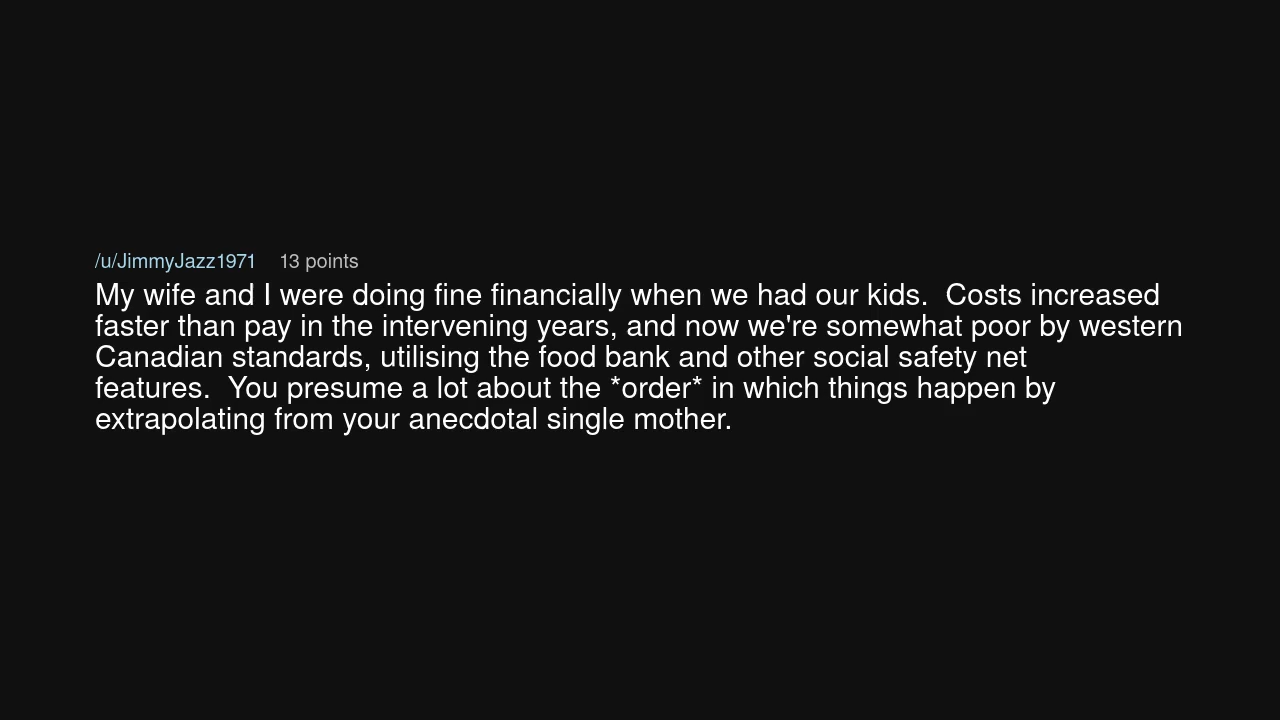 /u/JimmyJazz1971 13 points
My wife and I were doing fine financially when we had our kids.  Costs increased
faster than pay in the intervening years, and now we're somewhat poor by western
Canadian standards, utilising the food bank and other social safety net
features.  You presume a lot about the *order* in which things happen by
extrapolating from your anecdotal single mother.